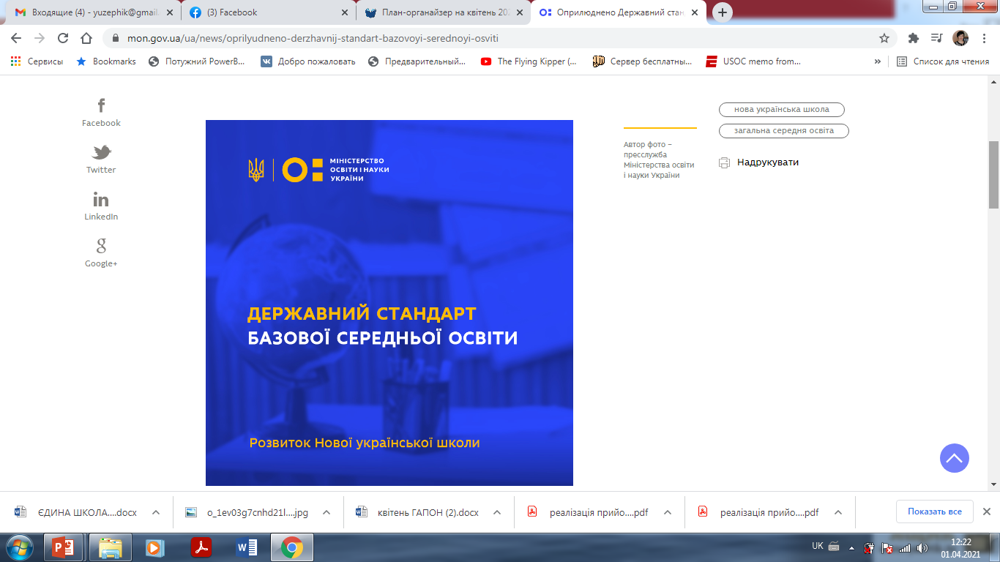 Входящие (4) - yuzephik@gmail.
(3) Facebook
План-органайзер на квітень 202
Оприлюднено Державний стан
mon.gov.ua/ua/news/oprilyudneno-derzhavnij-standart-bazovoyi-serednoyi-osviti
Сервисы
Bookmarks
Потужний PowerB...
Добро пожаловать
Предварительный...
The Flying Kipper (...
Сервер бесплатны...
USOC memo from...
»
Список для чтения
Facebook
Twitter
LinkedIn
Google+
МІНІСТЕРСТВО
ОСВІТИ І НАУКИ
УКРАЇНИ
ДЕРЖАВНИЙ СТАНДАРТ
БАЗОВОЇ СЕРЕДНЬОЇ ОСВІТИ
Розвиток Нової української школи
Автор фото –
пресслужба
Міністерства освіти
і науки України
нова українська школа
загальна середня освіта
Надрукувати
ЄДИНА ШКОЛА....docx
o_1ev03g7cnhd21l....jpg
квітень ГАПОН (2).docx
реалізація прийо....pdf
реалізація прийо....pdf
Показать все
UK
12:22
01.04.2021